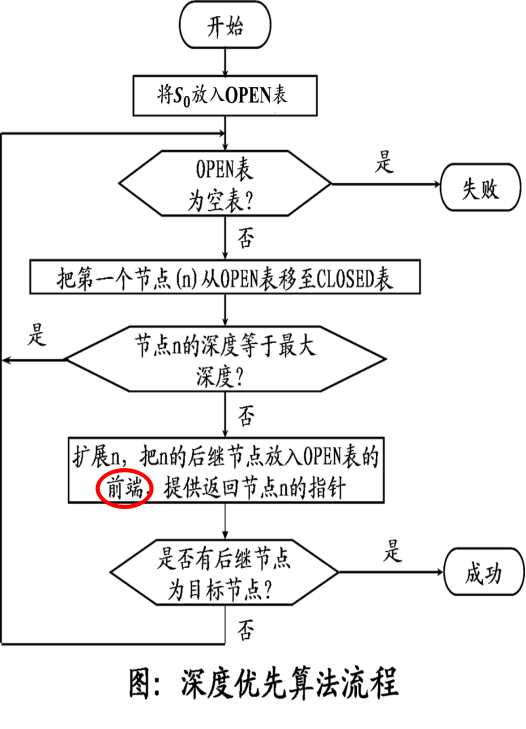 开始
将S0放入OPEN表
OPEN表
为空表?
是
失败
否
把第一个节点(n)从OPEN表移至CLOSED表
是
节点n的深度等于最大
深度?
否
扩展n，把n的后继节点放入OPEN表的
前端，提供返回节点n的指针
是否有后继节点
为目标节点?
是
成功
否
图：深度优先算法流程